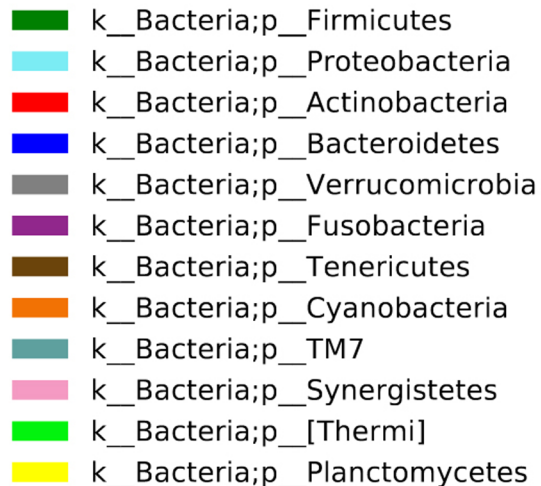 k__Bacteria;p__Firmicutes
k__Bacteria;p__Proteobacteria
k__Bacteria;p__Actinobacteria
k__Bacteria;p__Bacteroidetes
k__Bacteria;p__Verrucomicrobia
k__Bacteria;p__Fusobacteria
k__Bacteria;p__Tenericutes
k__Bacteria;p__Cyanobacteria
k__Bacteria;p__TM7
k__Bacteria;p__Synergistetes
k__Bacteria;p__[Thermi]
k__Bacteria;p__Planctomycetes